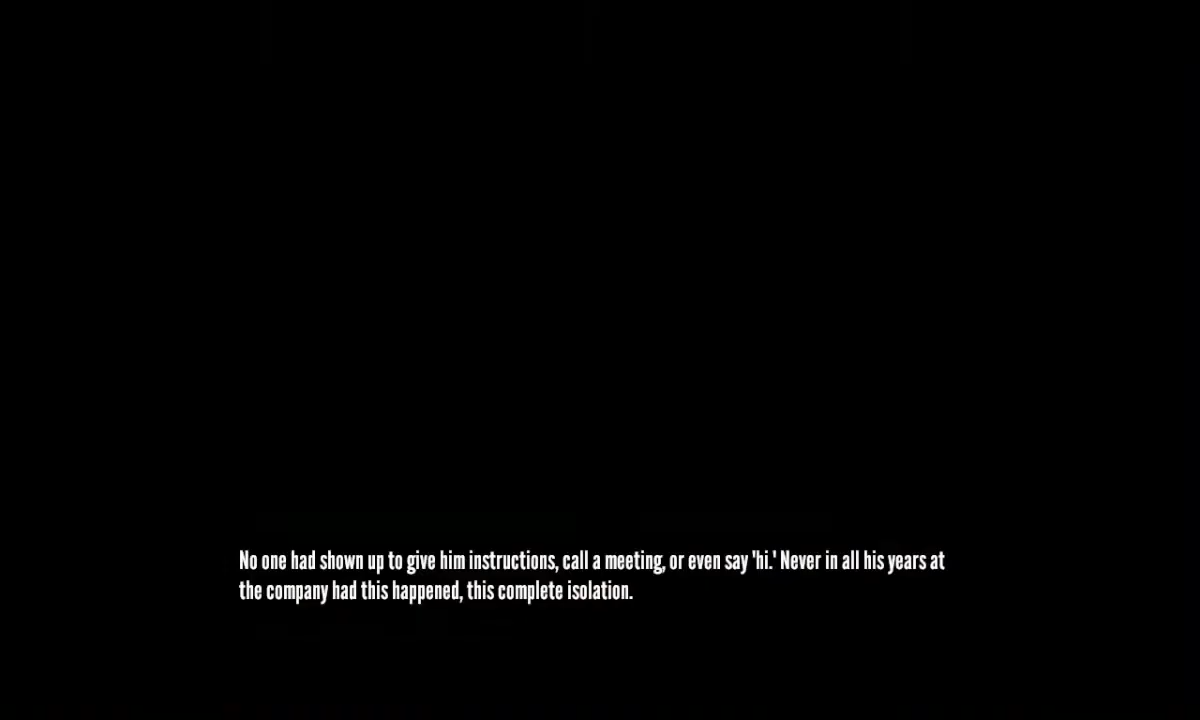 No one had shown up to give him instructions, call a meeting, or even say 'hi.' Never in all his years at
the company had this happened, this complete isolation.